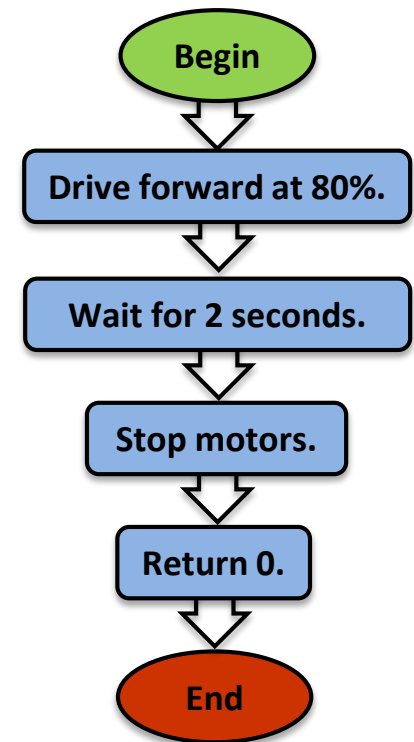 Begin
Drive forward at 80%.
Wait for 2 seconds.
Stop motors.
Return 0.
End